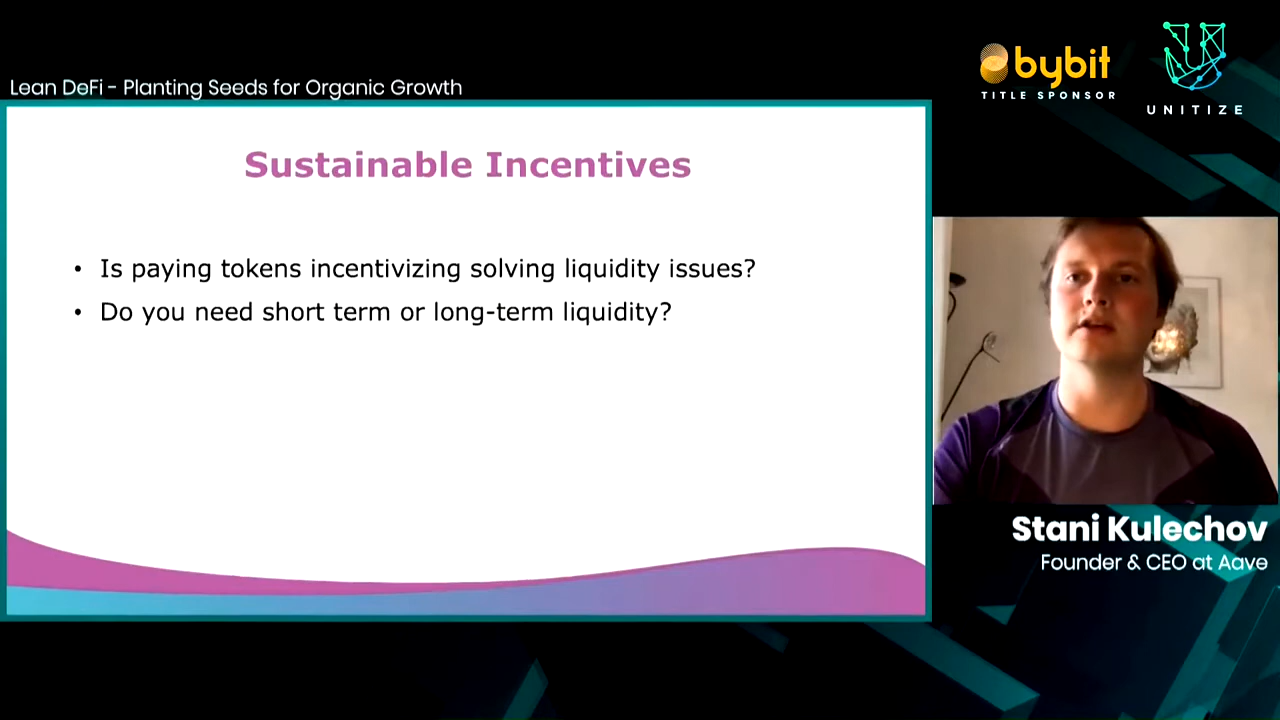 Lean DeFi - Planting Seeds for Organic Growth
bybit
TITLE SPONSOR
UNITIZE
Sustainable Incentives
• Is paying tokens incentivizing solving liquidity issues?
• Do you need short term or long-term liquidity?
Stani Kulechov
Founder & CEO at Aave